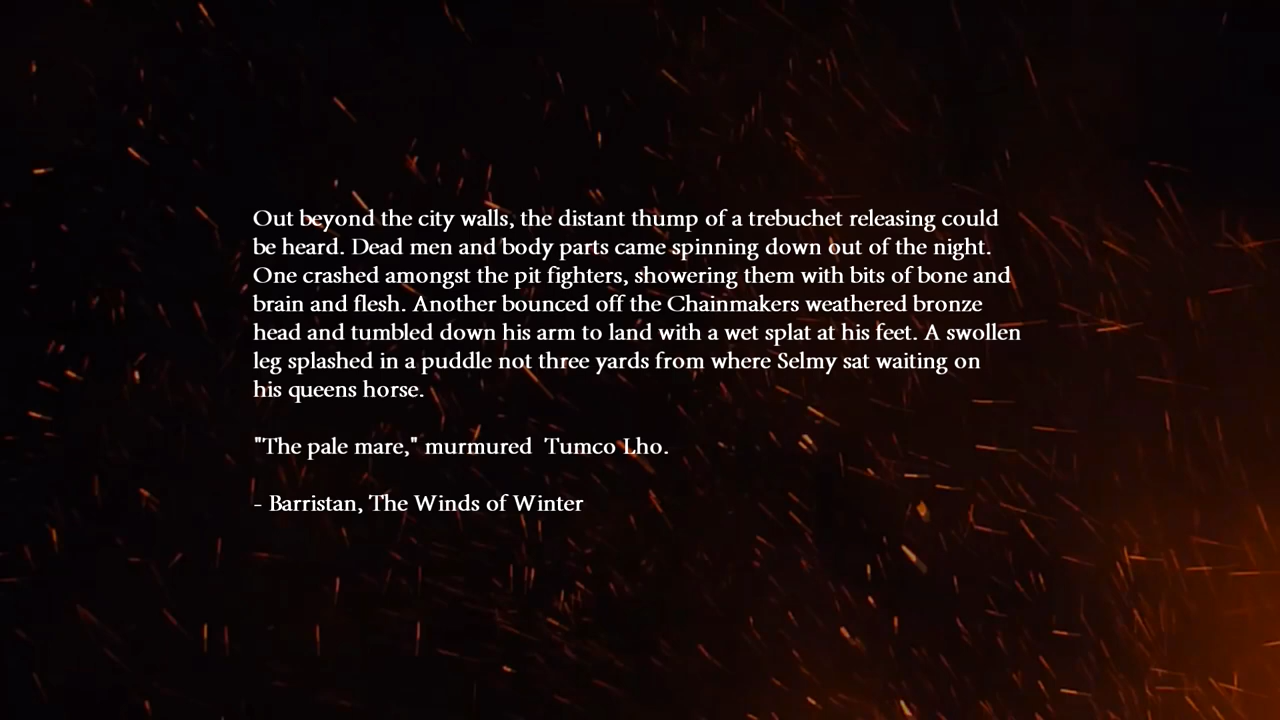 Out beyond the city walls, the distant thump of a trebuchet releasing could
be heard. Dead men and body parts came spinning down out of the night.
One crashed amongst the pit fighters, showering them with bits of bone and
brain and flesh. Another bounced off the Chainmakers weathered bronze
head and tumbled down his arm to land with a wet splat at his feet. A swollen
leg splashed in a puddle not three yards from where Selmy sat waiting on
his queens horse.
"The pale mare," murmured  Tumco Lho.
- Barristan, The Winds of Winter